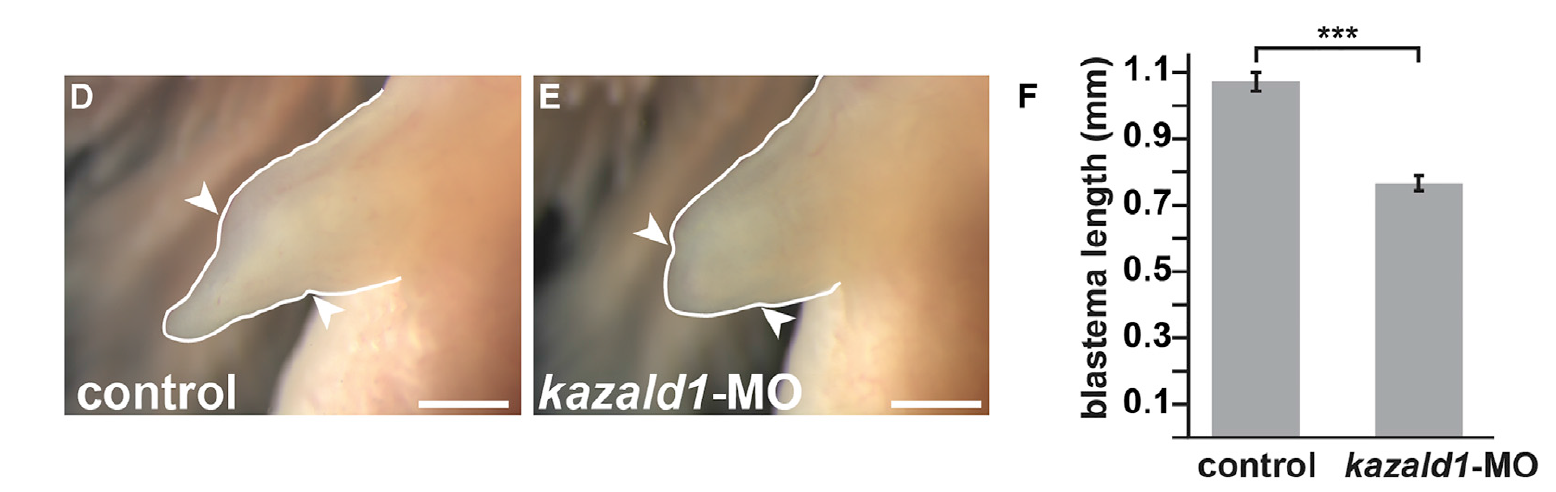 D
control
E
kazald1-MO
F
***
blastema length (mm)
1.1
0.9
0.7
0.5
0.3
0.1
control
kazald1-MO